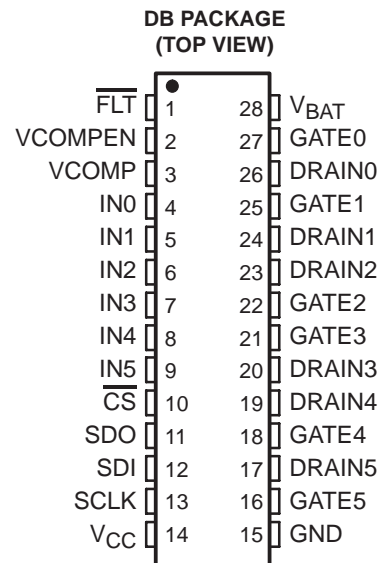 DB PACKAGE
(TOP VIEW)
FLT 1 28 VBAT
VCOMPEN 2 27 GATE0
VCOMP 3 26 DRAIN0
IN0 4 25 GATE1
IN1 5 24 DRAIN1
IN2 6 23 DRAIN2
IN3 7 22 GATE2
IN4 8 21 GATE3
IN5 9 20 DRAIN3
CS 10 19 DRAIN4
SDO 11 18 GATE4
SDI 12 17 DRAIN5
SCLK 13 16 GATE5
VCC 14 15 GND